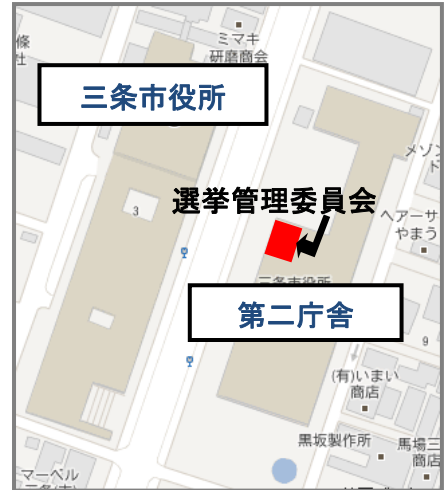 ミマキ
研磨商会
條
社
三条市役所
メゾン
ド
3
選挙管理委員会
ヘアーサ
やまう
三条市役所
第二庁舎
9
(有)いまい
商店
黒坂製作所
馬場三
商店
マーベル